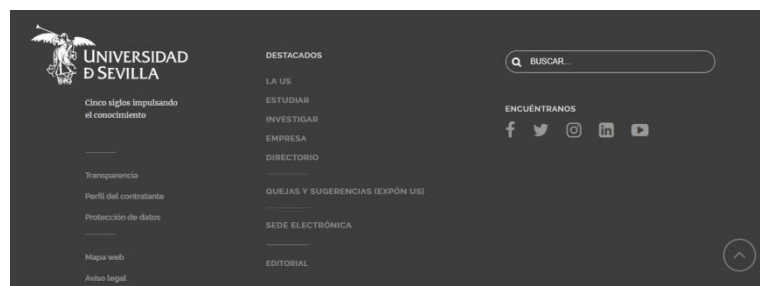 UNIVERSIDAD
Ð SEVILLA
Cinco siglos impulsando
el conocimiento
Transparencia
Perfil del contratante
Protección de datos
Mapa web
Aviso legal
DESTACADOS
LA US
ESTUDIAR
INVESTIGAR
EMPRESA
DIRECTORIO
QUEJAS Y SUGERENCIAS (EXPÓN US)
SEDE ELECTRÓNICA
EDITORIAL
BUSCAR...
ENCUÉNTRANOS